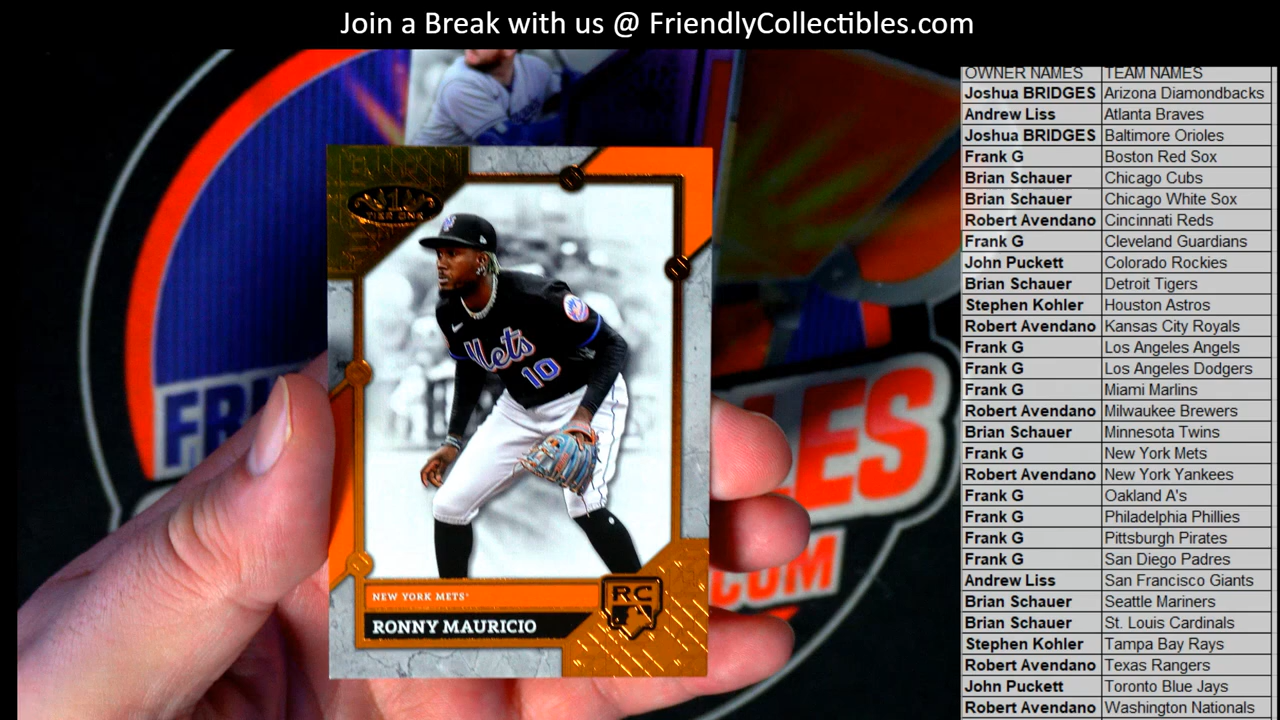 Join a Break with us @ FriendlyCollectibles.com
OWNER NAMES TEAM NAMES
Joshua BRIDGES Arizona Diamondbacks
Andrew Liss Atlanta Braves
Joshua BRIDGES Baltimore Orioles
Frank G Boston Red Sox
Brian Schauer Chicago Cubs
Brian Schauer Chicago White Sox
Robert Avendano Cincinnati Reds
Frank G Cleveland Guardians
John Puckett Colorado Rockies
Brian Schauer Detroit Tigers
Stephen Kohler Houston Astros
Robert Avendano Kansas City Royals
Frank G Los Angeles Angels
Frank G Los Angeles Dodgers
Frank G Miami Marlins
Robert Avendano Milwaukee Brewers
Brian Schauer Minnesota Twins
Frank G New York Mets
Robert Avendano New York Yankees
Frank G Oakland A's
Frank G Philadelphia Phillies
Frank G Pittsburgh Pirates
Frank G San Diego Padres
Andrew Liss San Francisco Giants
Brian Schauer Seattle Mariners
Brian Schauer St. Louis Cardinals
Stephen Kohler Tampa Bay Rays
Robert Avendano Texas Rangers
John Puckett Toronto Blue Jays
Robert Avendano Washington Nationals
1
TIER ONE
Mets
10
NEW YORK METS
RONNY MAURICIO
RC
FR
LES
.COM